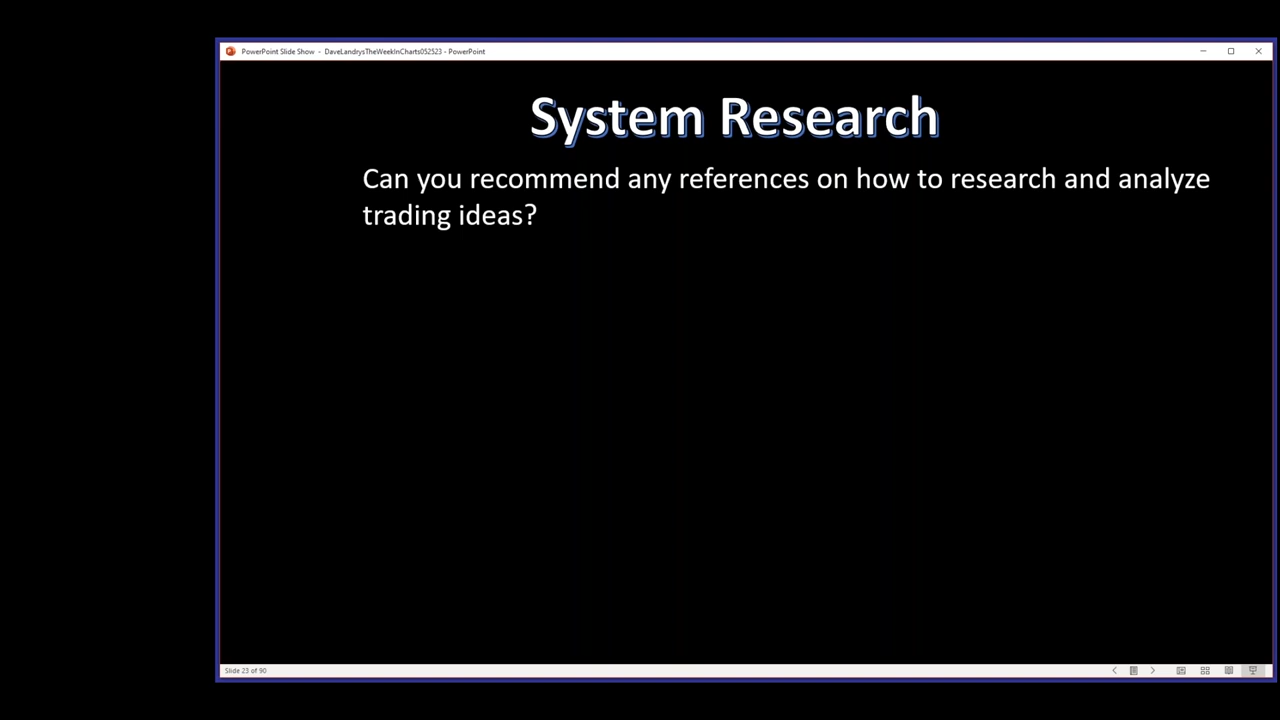 PowerPoint Slide Show - DaveLandrysTheWeekInCharts052523 - PowerPoint
System Research
Can you recommend any references on how to research and analyze
trading ideas?
Slide 23 of 90